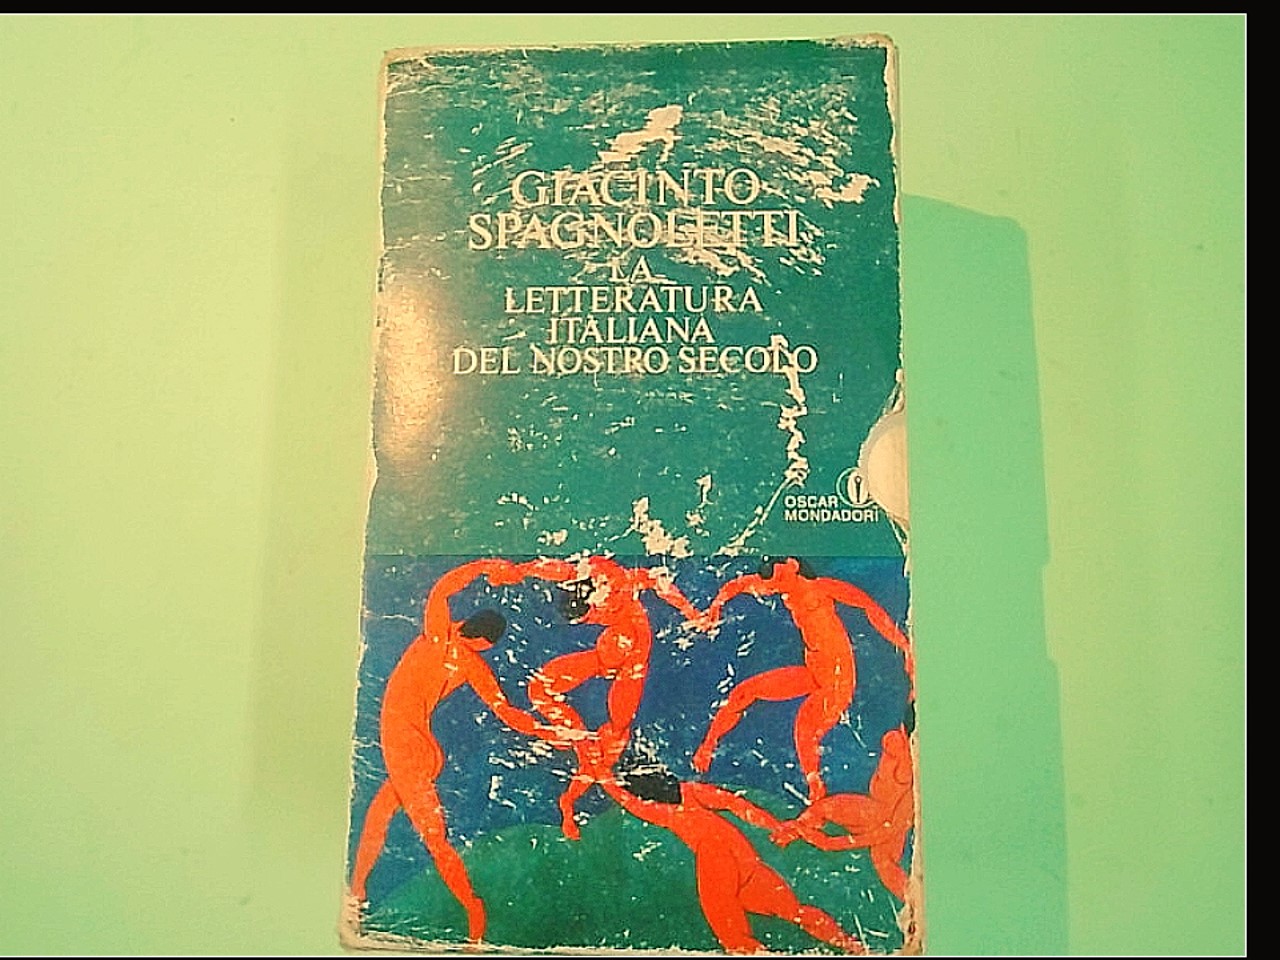 GIACINTO
SPAGNOLETTI
LA
LETTERATURA
ITALIANA
DEL NOSTRO SECOLO
OSCAR
MONDADORI